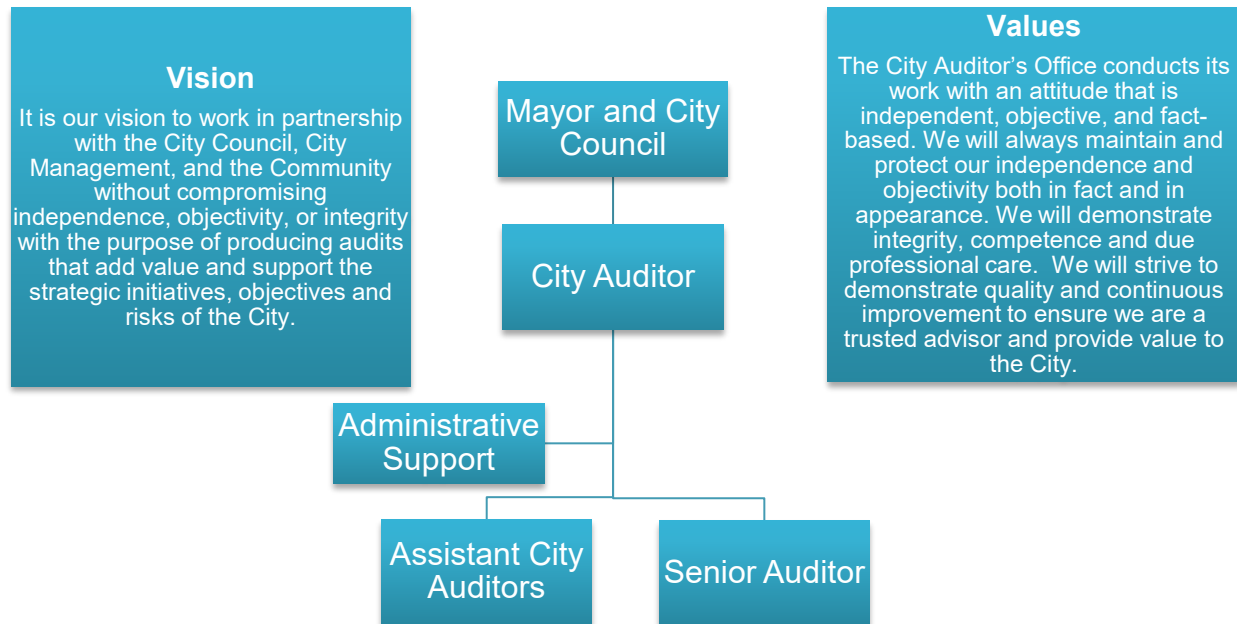 Vision
It is our vision to work in partnership
with the City Council, City
Management, and the Community
without compromising
independence, objectivity, or integrity
with the purpose of producing audits
that add value and support the
strategic initiatives, objectives and
risks of the City.
Mayor and City
Council
City Auditor
Administrative
Support
Assistant City
Auditors
Senior Auditor
Values
The City Auditor’s Office conducts its
work with an attitude that is
independent, objective, and fact-
based. We will always maintain and
protect our independence and
objectivity both in fact and in
appearance. We will demonstrate
integrity, competence and due
professional care.  We will strive to
demonstrate quality and continuous
improvement to ensure we are a
trusted advisor and provide value to
the City.